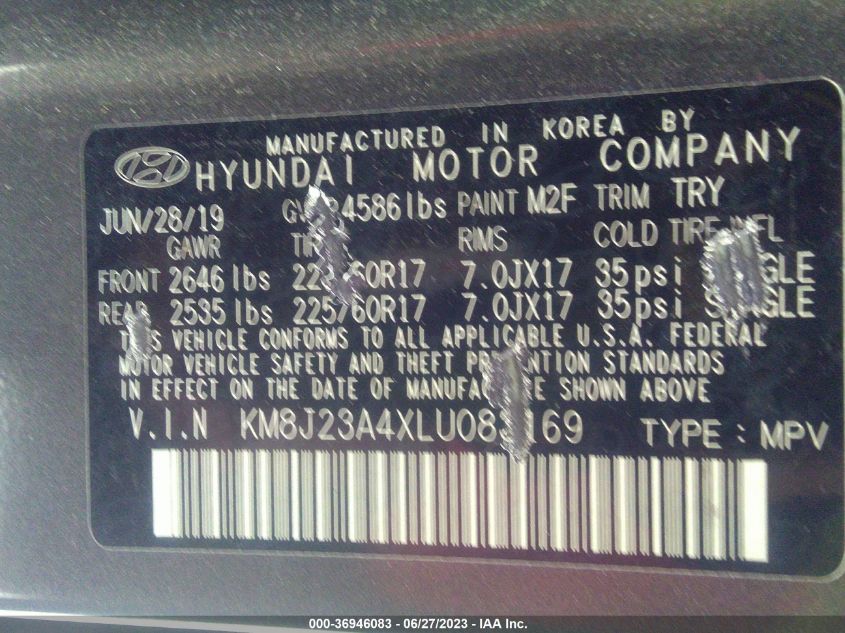 MANUFACTURED IN KOREA BY
HYUNDAI MOTOR COMPANY
JUN/28/19 4586lbs PAINT M2F TRIM TRY
GAWR RIMS COLD TIRE
FRONT 2646 lbs 7.0JX17 35psi
2535 lbs 225/60R17 7.0JX17 35psi
VEHICLE CONFORMS TO ALL APPLICABLE U.S.A. FEDERAL
MOTOR VEHICLE SAFETY AND THEFT STANDARDS
IN EFFECT ON THE DATE OF SHOWN ABOVE
V.I.N TYPE : MPV
000-36946083 - 06/27/2023 - IAA Inc.